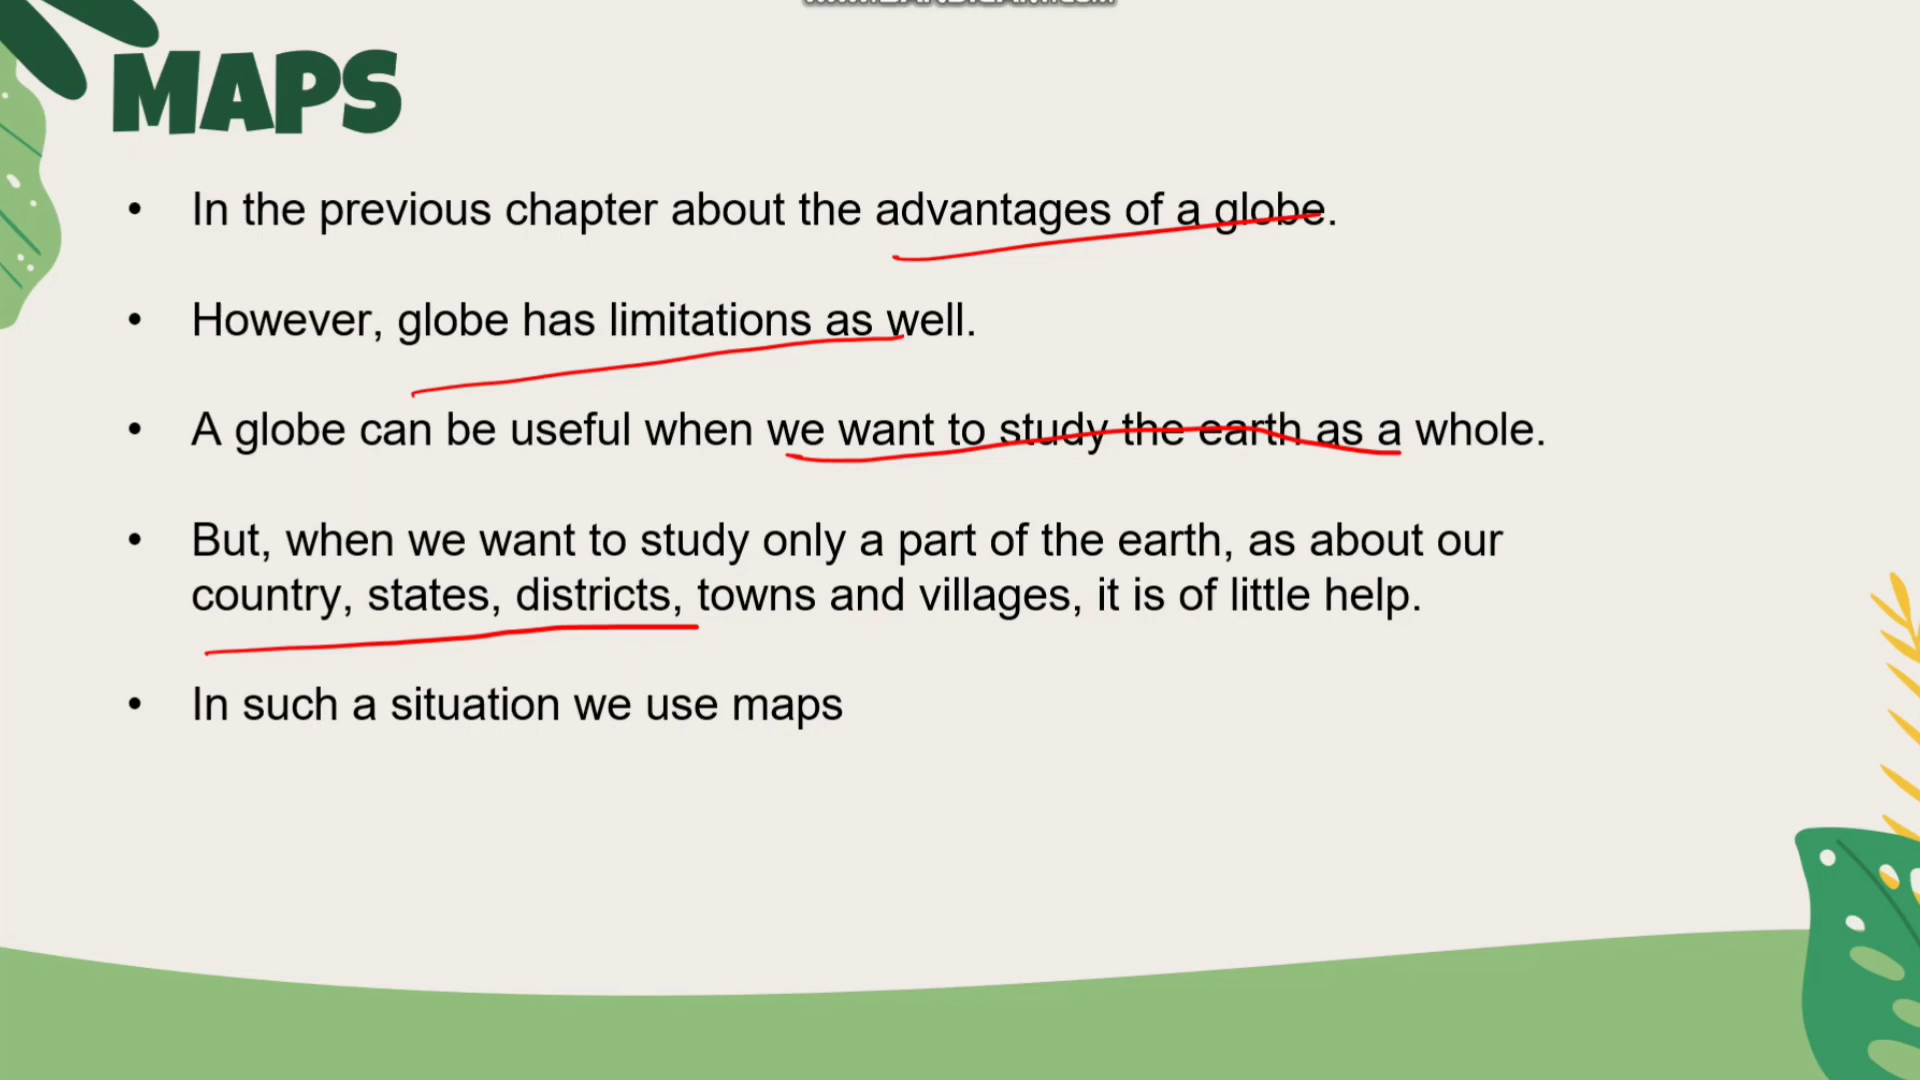 MAPS
• In the previous chapter about the advantages of a globe.
• However, globe has limitations as well.
• A globe can be useful when we want to study the earth as a whole.
• But, when we want to study only a part of the earth, as about our
country, states, districts, towns and villages, it is of little help.
• In such a situation we use maps